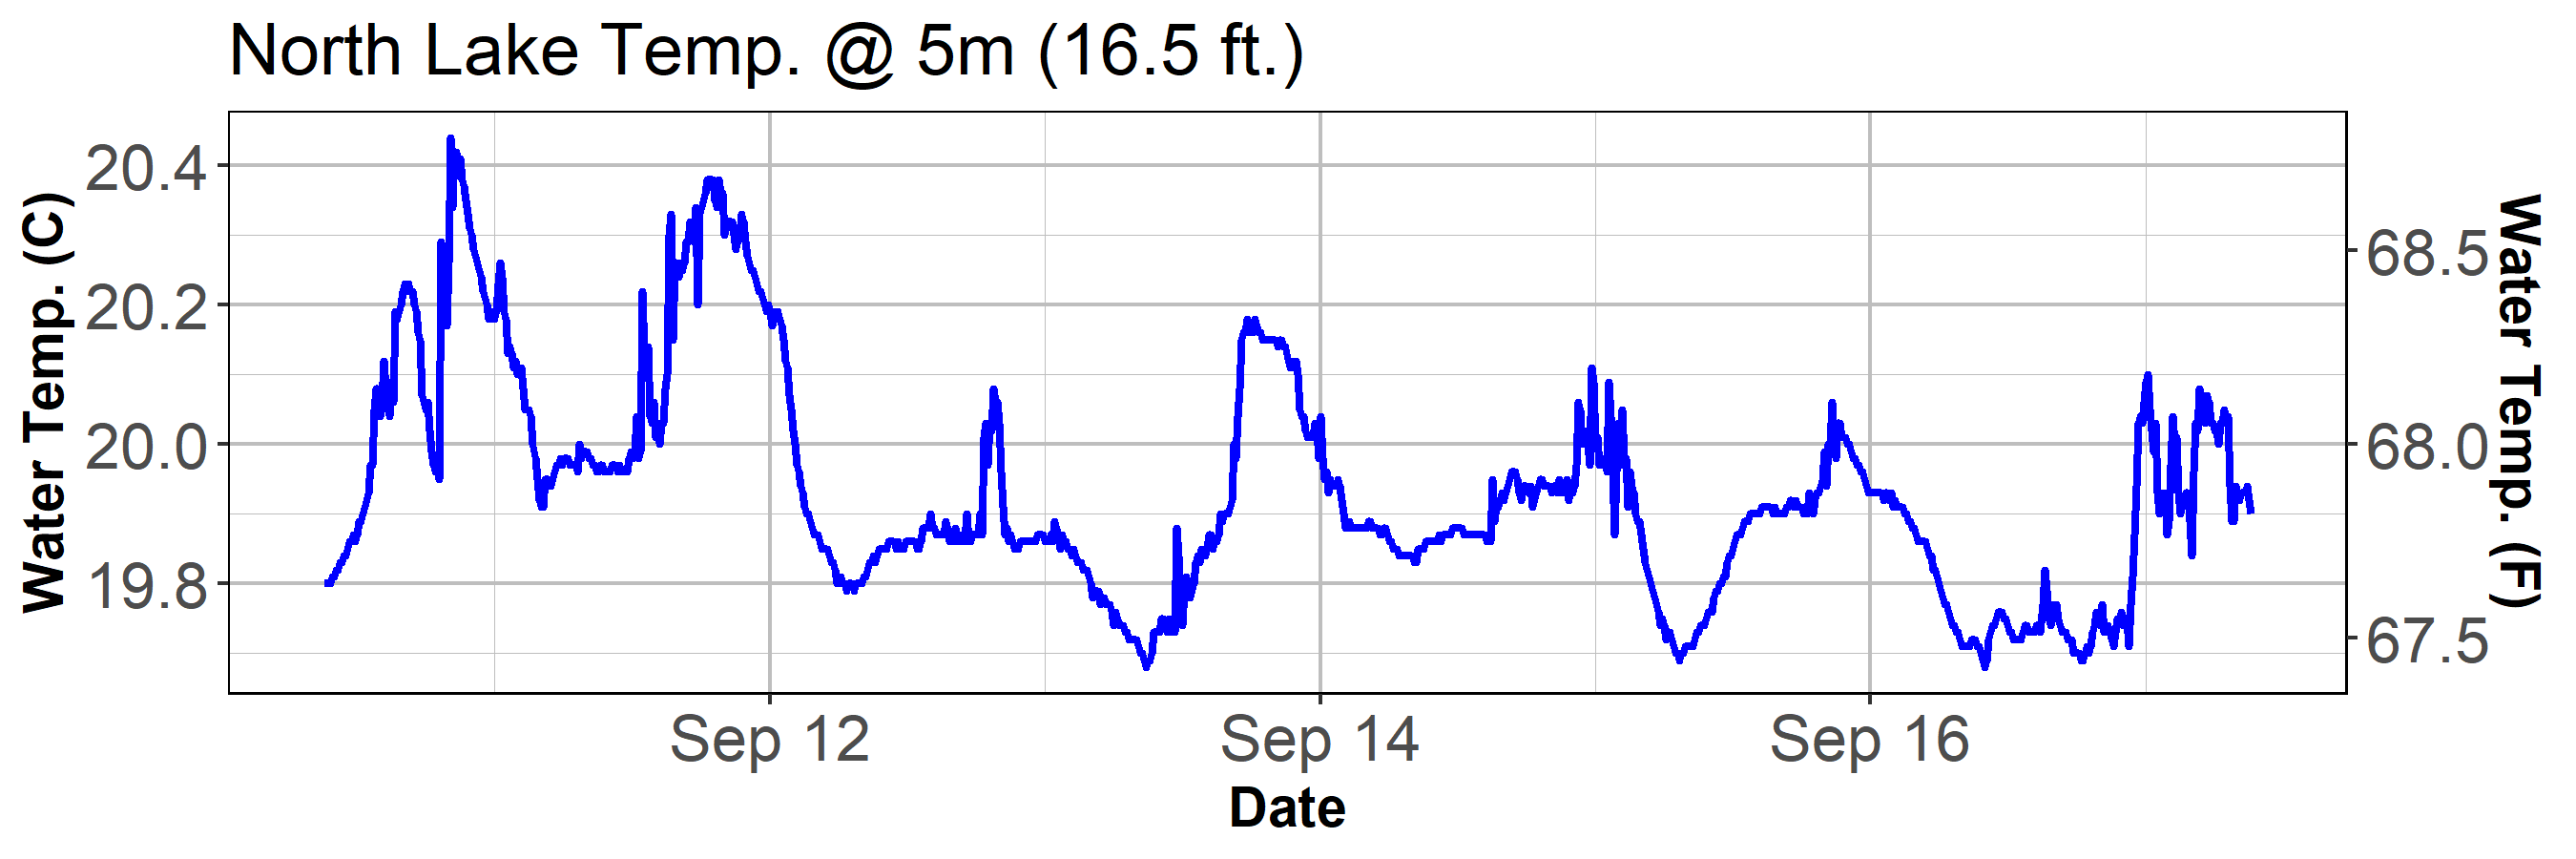 North Lake Temp. @ 5m (16.5 ft.)
Water Temp. (C)
20.4
20.2
20.0
19.8
68.5
68.0
67.5
Water Temp. (F)
Sep 12 Sep 14 Sep 16
Date